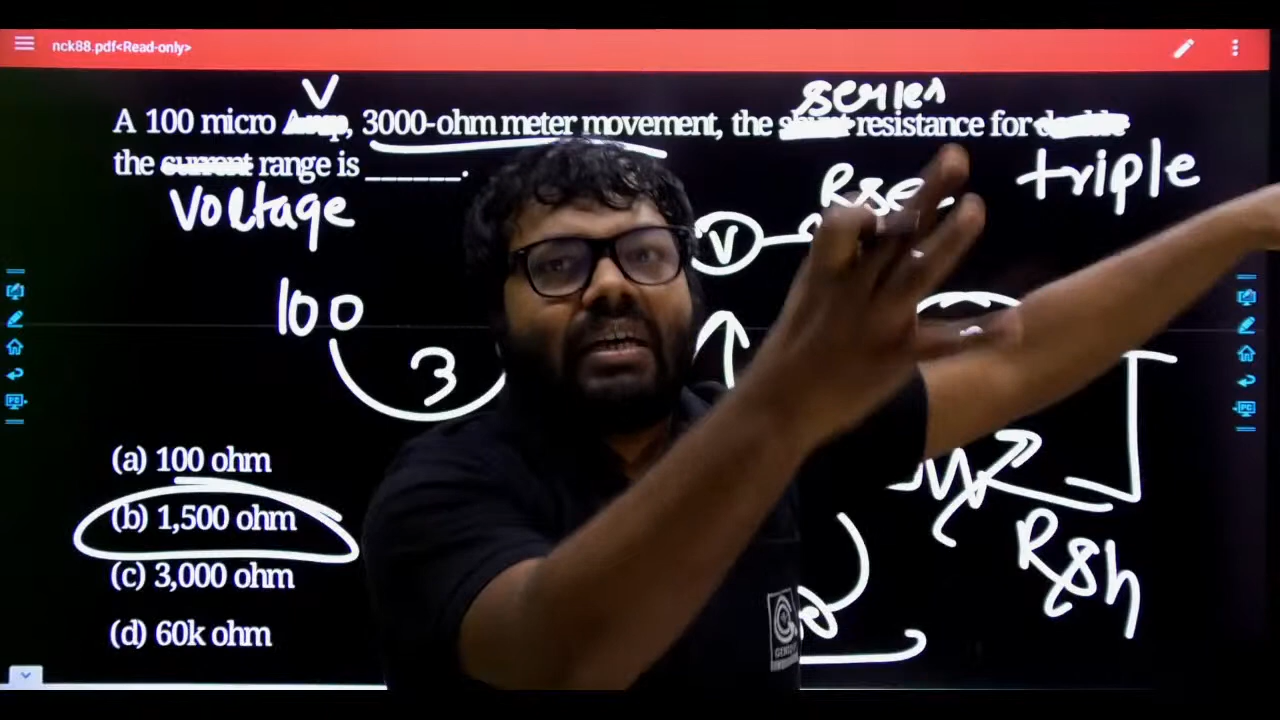 nck88.pdf<Read-only>
V series
A 100 micro Amp, 3000-ohm meter movement, the shunt resistance for double
the current range is ______.
triple
Voltage
Rse
V
100
3
(a) 100 ohm
(b) 1,500 ohm
(c) 3,000 ohm
(d) 60k ohm
Rsh